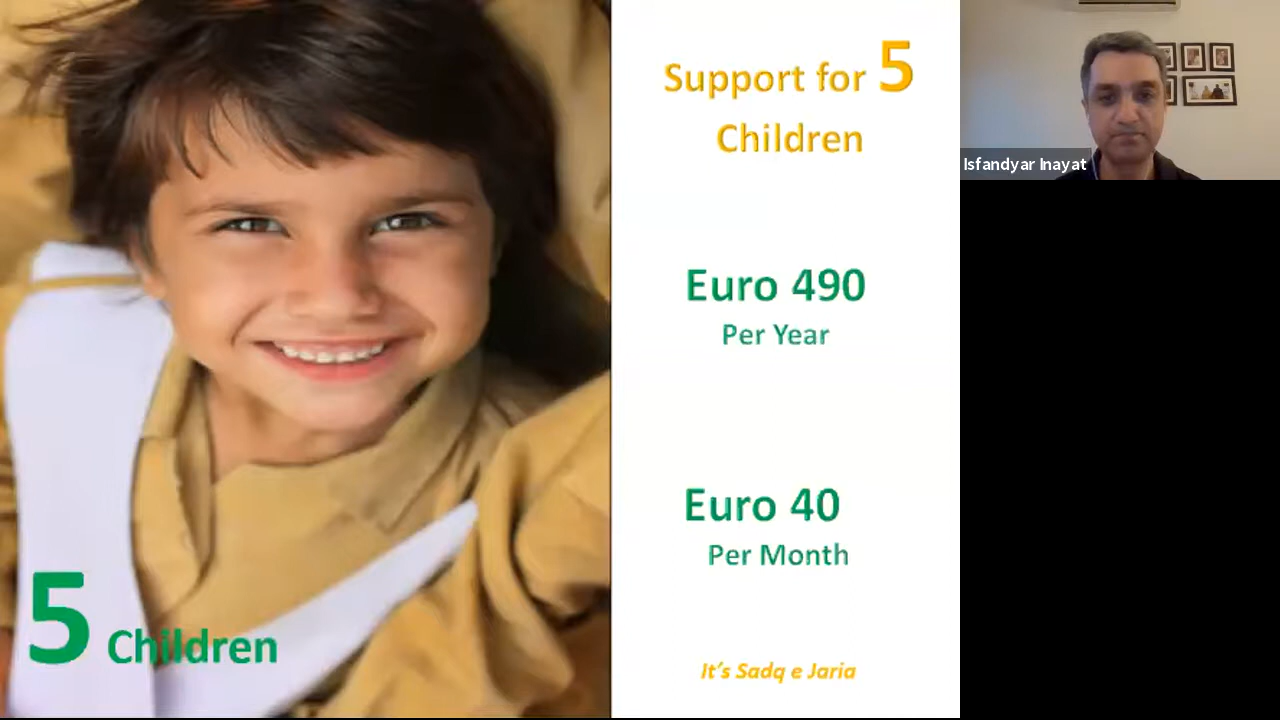 5 Children
Support for 5
Children
Euro 490
Per Year
Euro 40
Per Month
It's Sadq e Jaria
Isfandyar Inayat